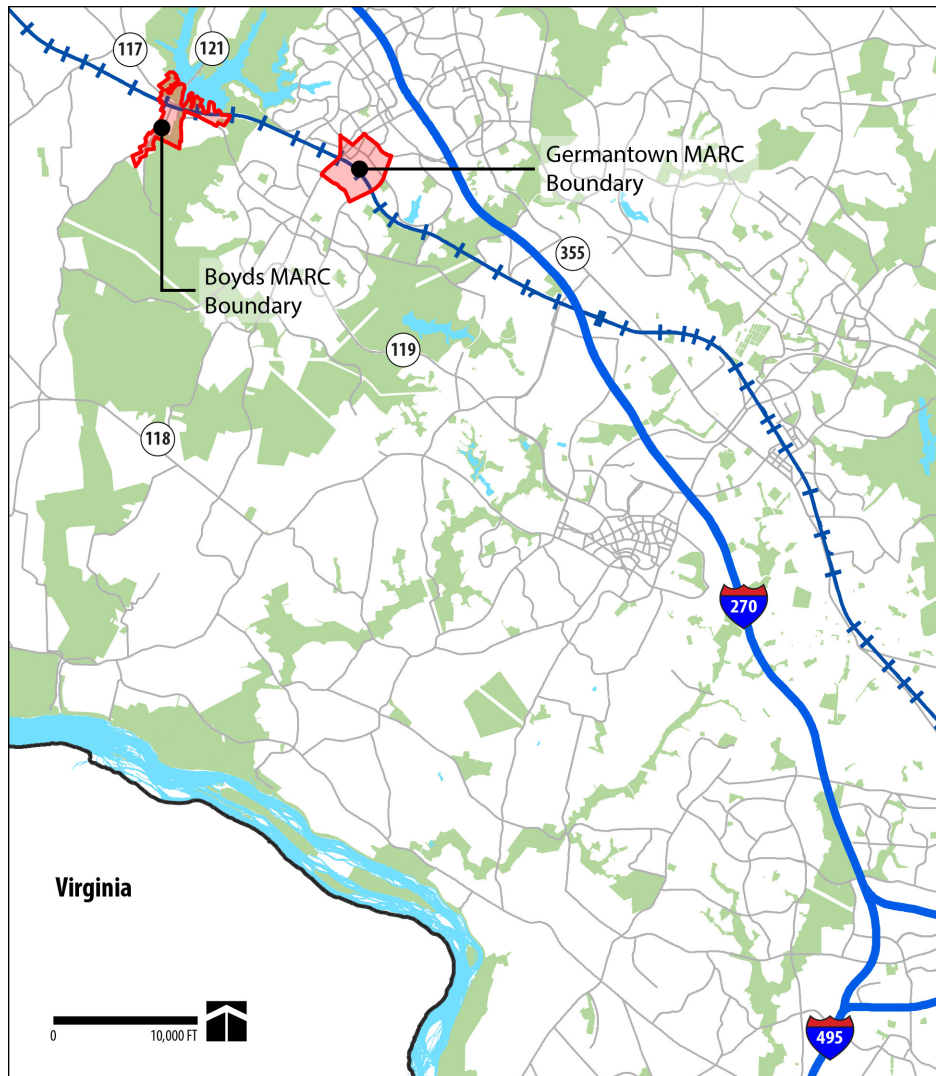 117
121
Germantown MARC
Boundary
355
Boyds MARC
Boundary
119
118
270
Virginia
0
10,000 FT
495